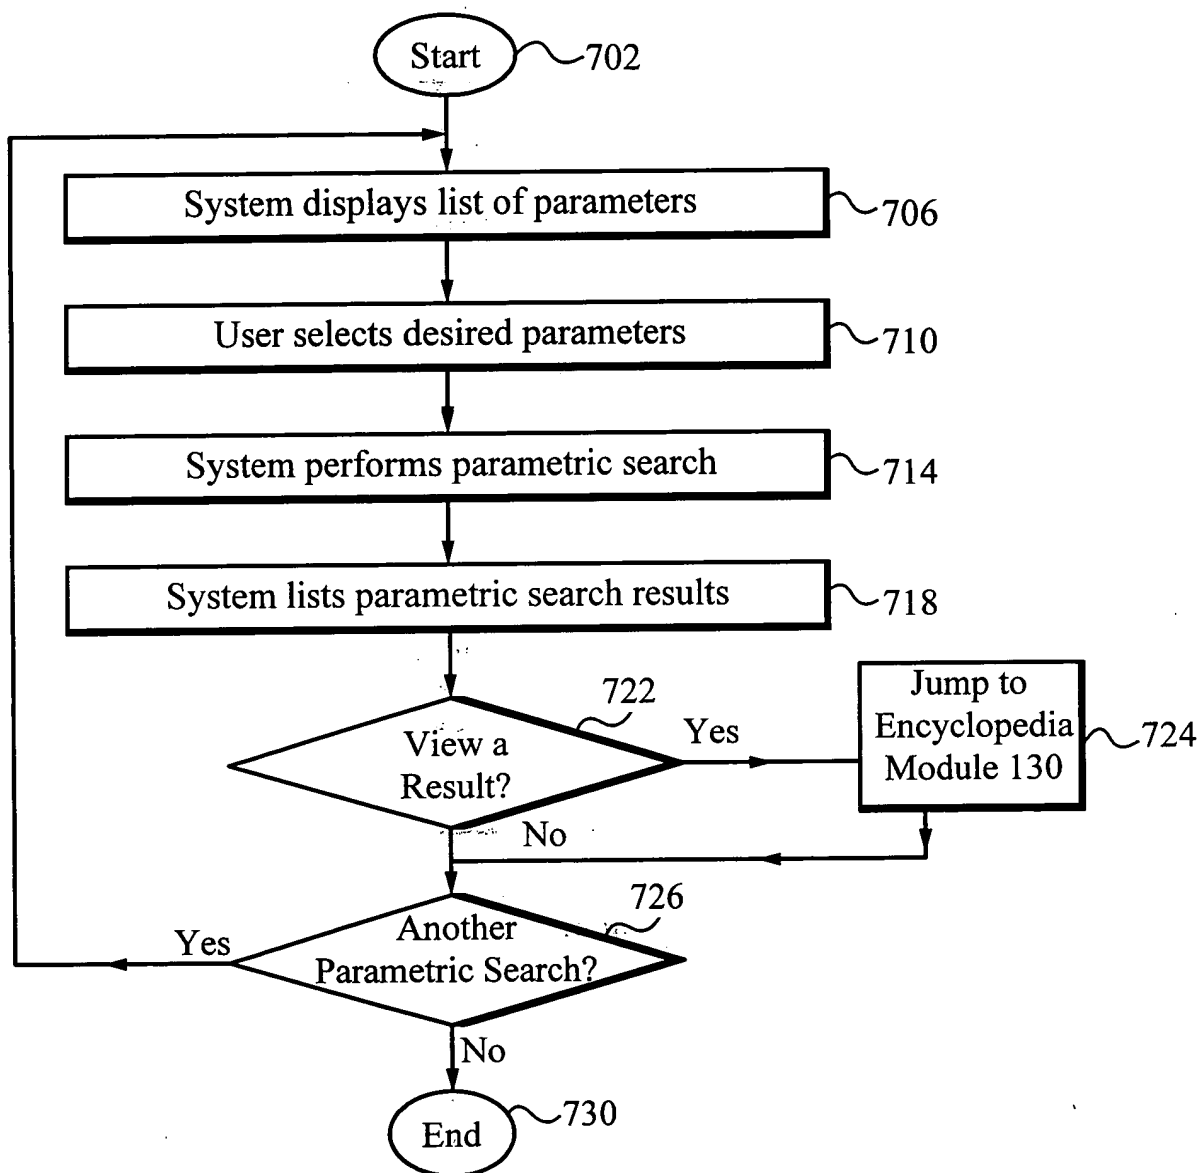 Start
702
System displays list of parameters
706
User selects desired parameters
710
System performs parametric search
714
System lists parametric search results
718
722
View a
Result?
Yes
Jump to
Encyclopedia
Module 130
724
No
726
Another
Parametric Search?
Yes
No
End
730